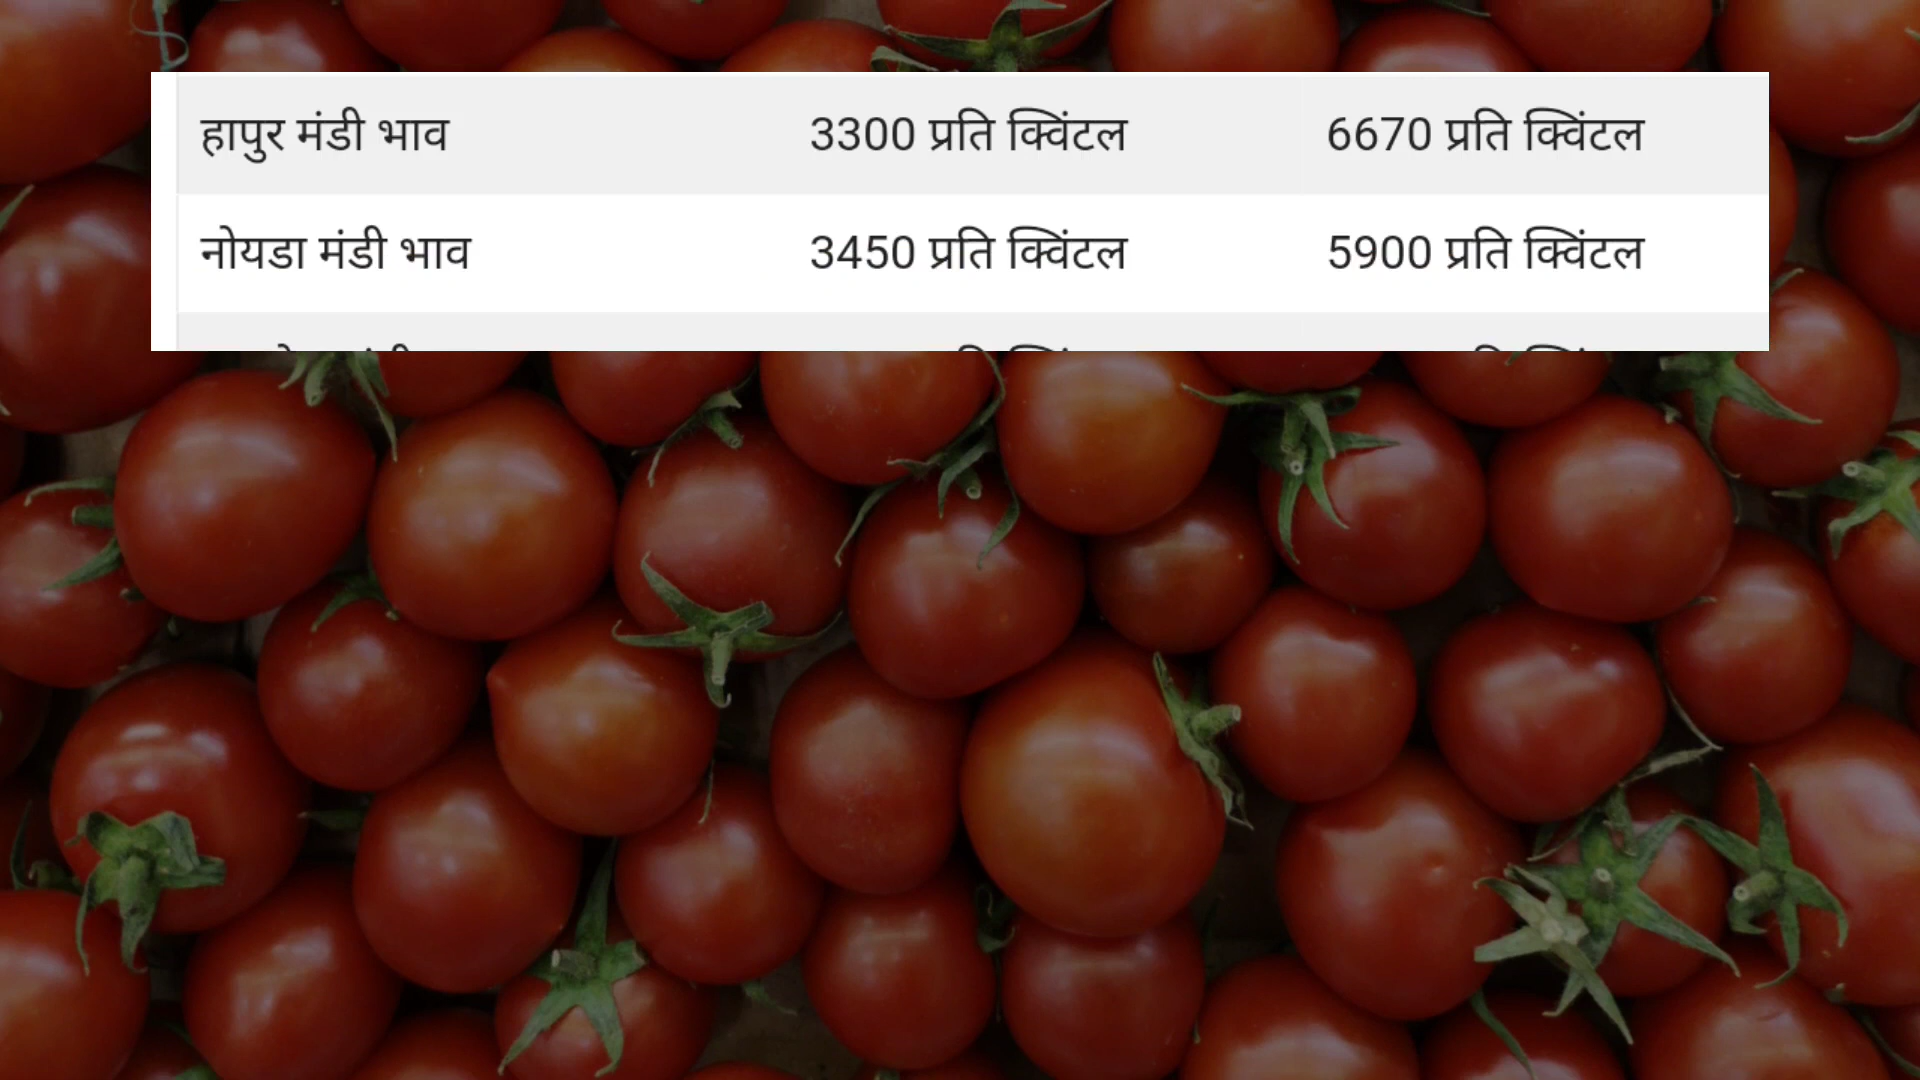 हापुर मंडी भाव 3300 प्रति क्विंटल 6670 प्रति क्विंटल
नोयडा मंडी भाव 3450 प्रति क्विंटल 5900 प्रति क्विंटल